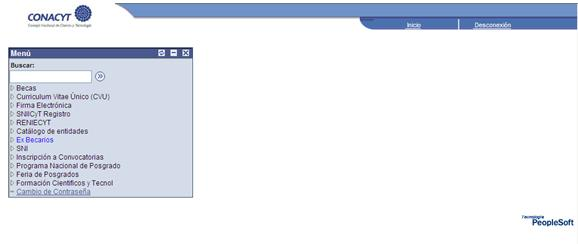 CONACYT
Consejo Nacional de Ciencia y Tecnología
Inicio
Desconexión
Menú
Buscar:
Becas
Curriculum Vitae Único (CVU)
Firma Electrónica
SNIICyT Registro
RENIECYT
Catálogo de entidades
Ex Becarios
SNI
Inscripción a Convocatorias
Programa Nacional de Posgrado
Feria de Posgrados
Formación Científicos y Tecnol
Cambio de Contraseña
Tecnología
PeopleSoft